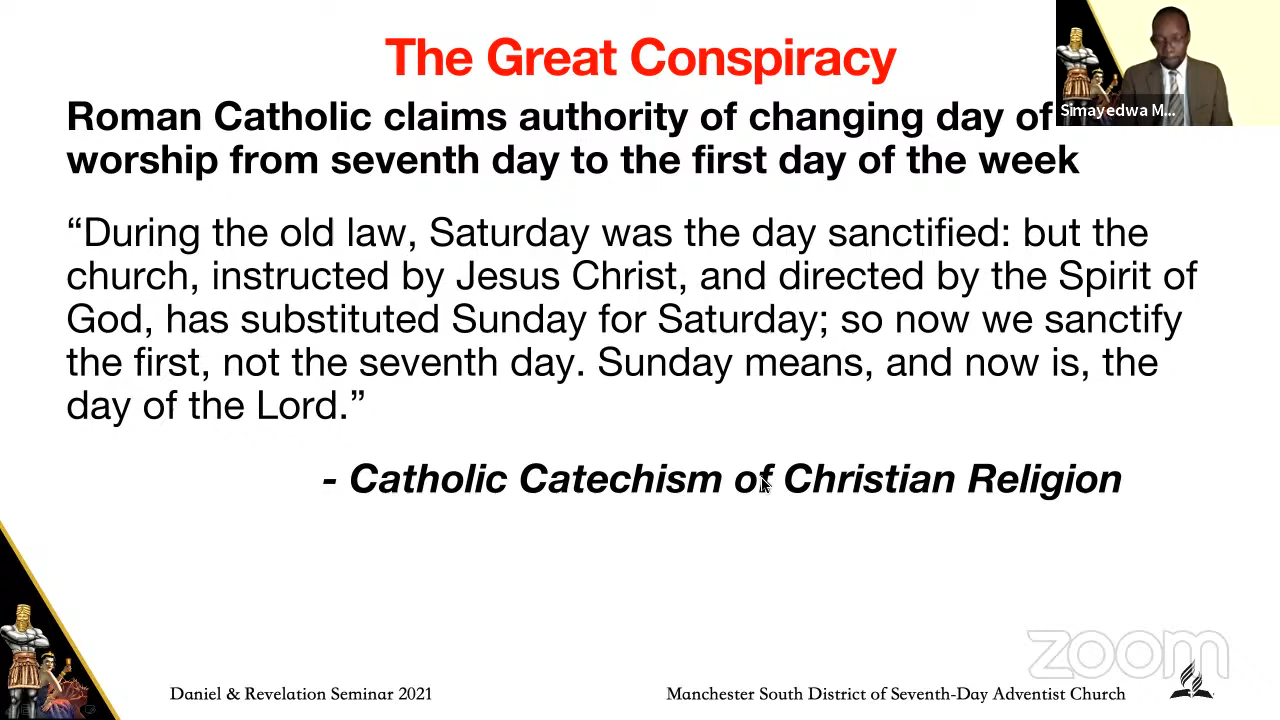 The Great Conspiracy
Roman Catholic claims authority of changing day of
worship from seventh day to the first day of the week
Simayedwa M...
“During the old law, Saturday was the day sanctified: but the
church, instructed by Jesus Christ, and directed by the Spirit of
God, has substituted Sunday for Saturday; so now we sanctify
the first, not the seventh day. Sunday means, and now is, the
day of the Lord.”
- Catholic Catechism of Christian Religion
zoom
Daniel & Revelation Seminar 2021
Manchester South District of Seventh-Day Adventist Church